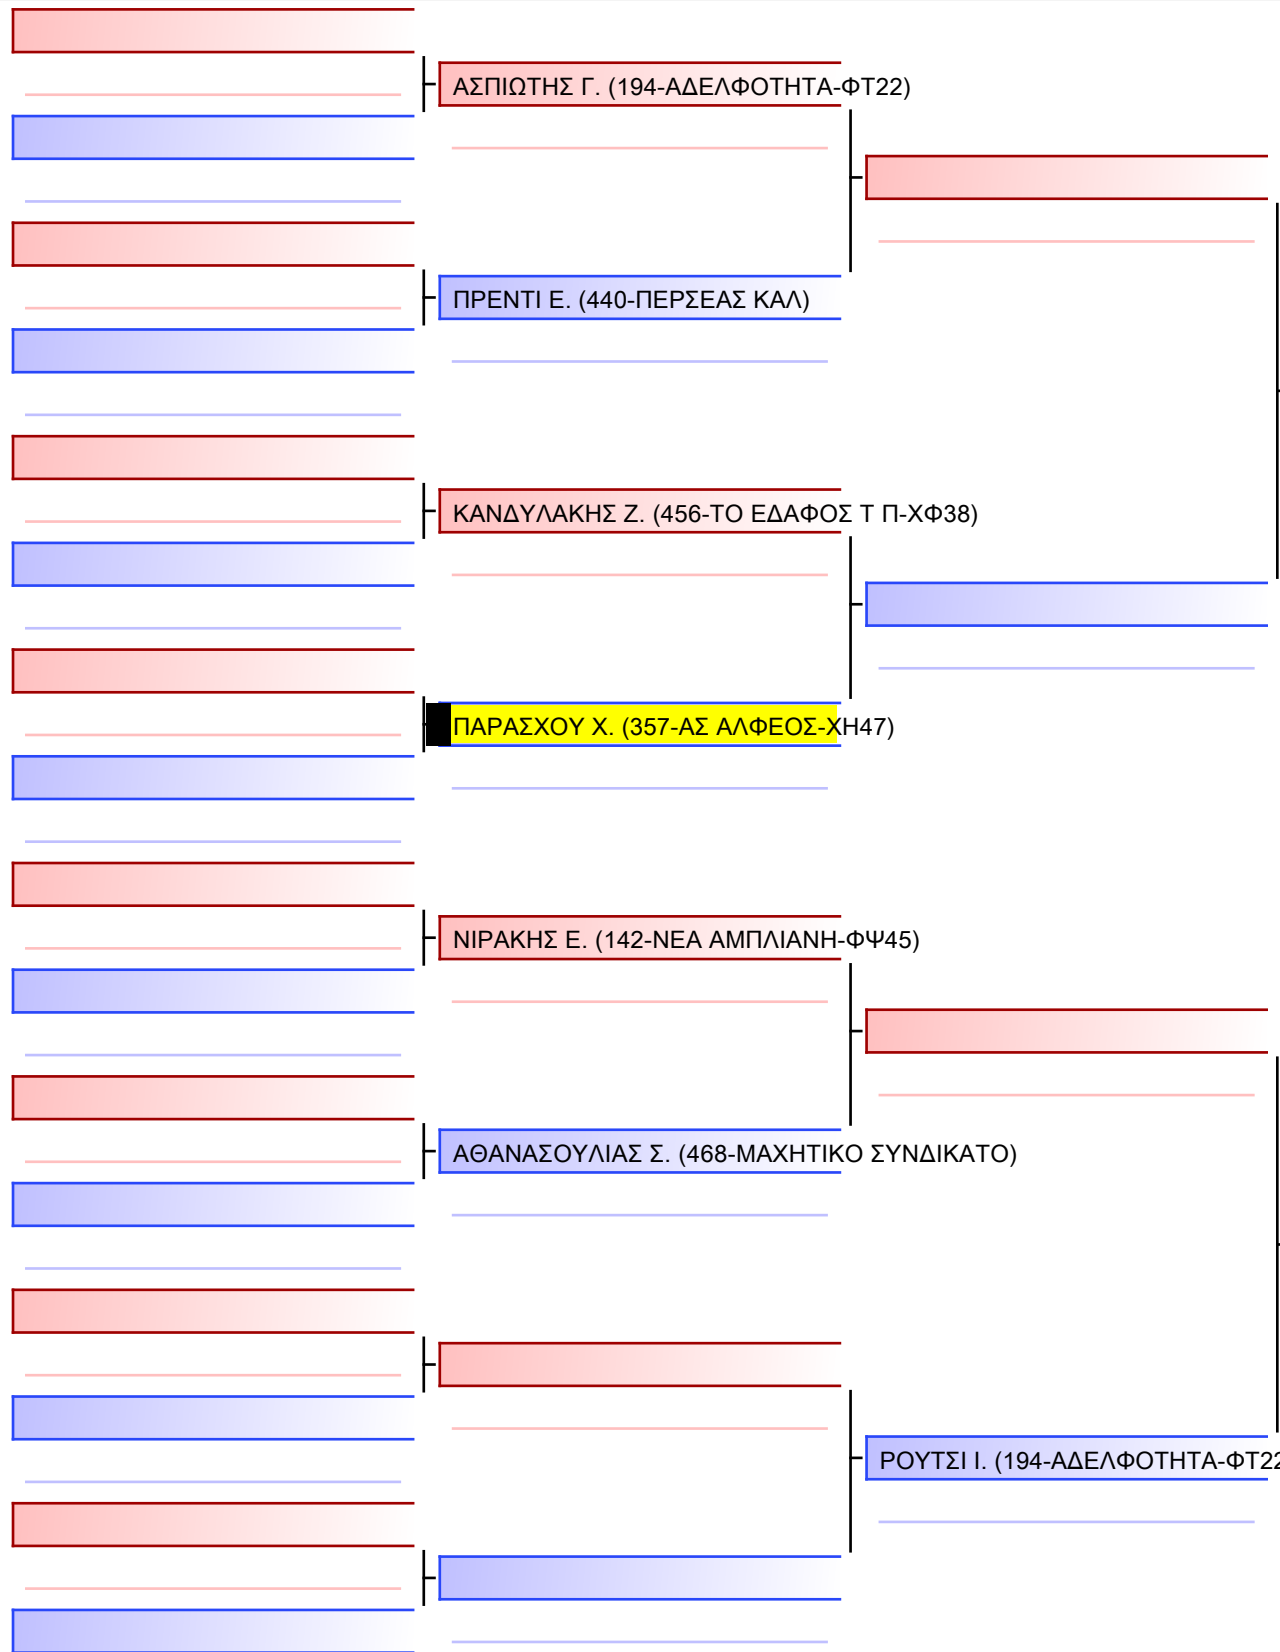 ΑΣΠΙΩΤΗΣ Γ. (194-ΑΔΕΛΦΟΤΗΤΑ-ΦΤ22)
ΠΡΕΝΤΙ Ε. (440-ΠΕΡΣΕΑΣ ΚΑΛ)
ΚΑΝΔΥΛΑΚΗΣ Ζ. (456-ΤΟ ΕΔΑΦΟΣ Τ Π-ΧΦ38)
ΠΑΡΑΣΧΟΥ Χ. (357-ΑΣ ΑΛΦΕΟΣ-ΧΗ47)
ΝΙΡΑΚΗΣ Ε. (142-ΝΕΑ ΑΜΠΛΙΑΝΗ-ΦΨ45)
ΑΘΑΝΑΣΟΥΛΙΑΣ Σ. (468-ΜΑΧΗΤΙΚΟ ΣΥΝΔΙΚΑΤΟ)
ΡΟΥΤΣΙ Ι. (194-ΑΔΕΛΦΟΤΗΤΑ-ΦΤ22